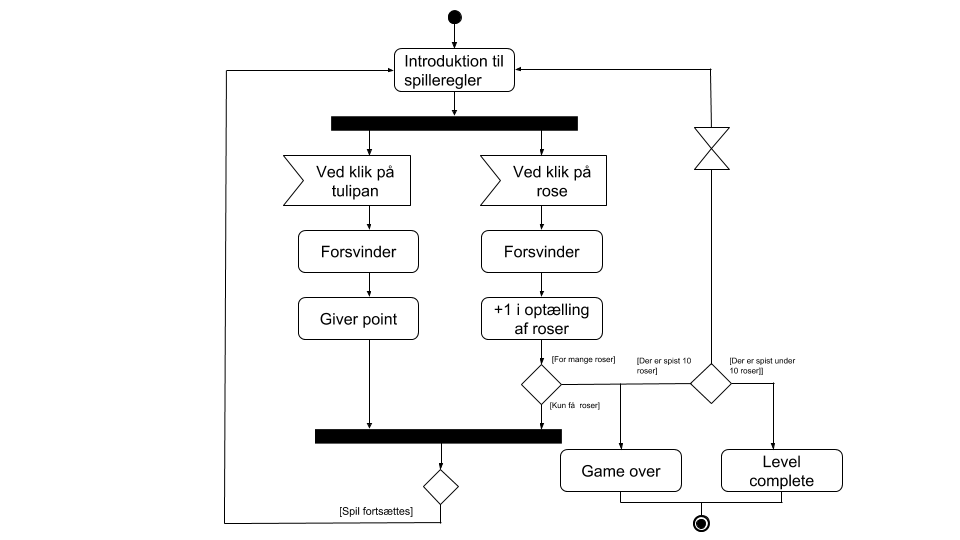 Introduktion til
spilleregler
Ved klik på
tulipan
Ved klik på
rose
Forsvinder
Forsvinder
Giver point
+1 i optælling
af roser
[For mange roser]
[Der er spist 10
roser]
[Der er spist under
10 roser]]
[Kun få roser]
Game over
Level
complete
[Spil fortsættes]